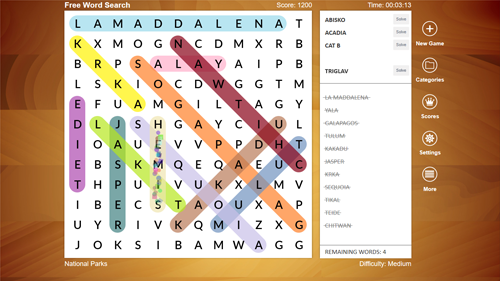 Free Word Search
Score: 1200
Time: 00:03:13
L A M A D D A L E N A T
K X M O G N C D M X R B
B R P S A L A Y A I P B
L S K L O C D W G G T M
E F U A M G I L T A G Y
D L J S H G A Y C I U L
I O A U E V V P P D H T
E B S K M Q E Q A E U C
T H P U I V U K X L M V
I B E C S T A O U X A P
U Y R I V K Q M I Z X G
J O K S I B A M W A G G
National Parks
Difficulty: Medium
ABISKO
Solve
ACADIA
Solve
CAT B
Solve
TRIGLAV
Solve
LA MADDALENA
YALA
GALAPAGOS
TULUM
KAKADU
JASPER
KRKA
SEQUOIA
TIKAL
TEIDE
CHITWAN
REMAINING WORDS: 4
New Game
Categories
Scores
Settings
More